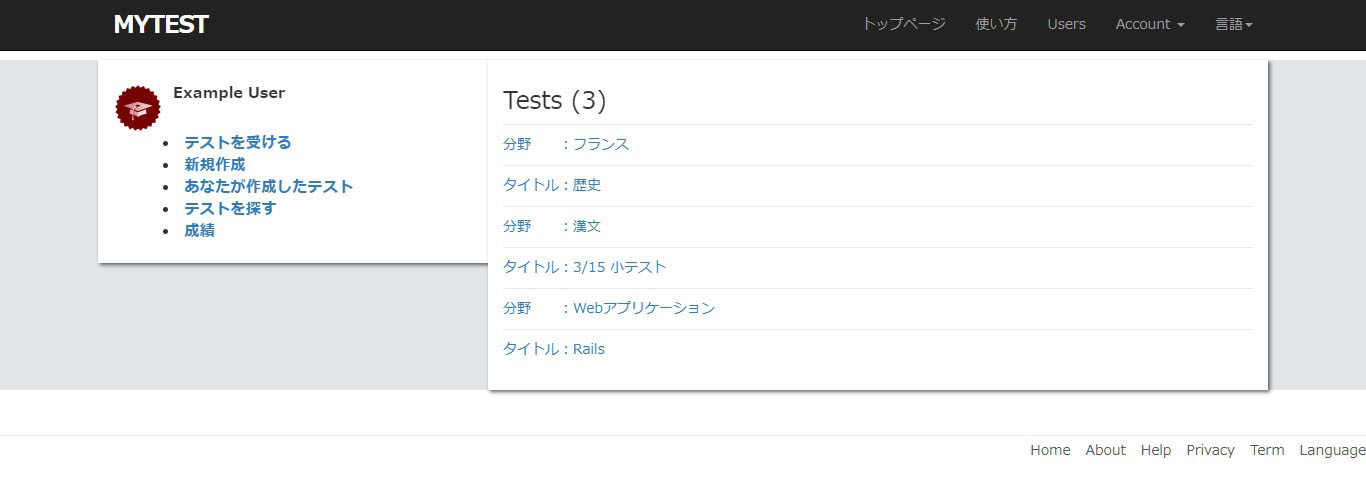 MYTEST
トップページ 使い方 Users Account 言語
Example User
テストを受ける
新規作成
あなたが作成したテスト
テストを探す
成績
Tests (3)
分野　　：フランス
タイトル：歴史
分野　　：漢文
タイトル：3/15 小テスト
分野　　：Webアプリケーション
タイトル：Rails
Home About Help Privacy Term Language